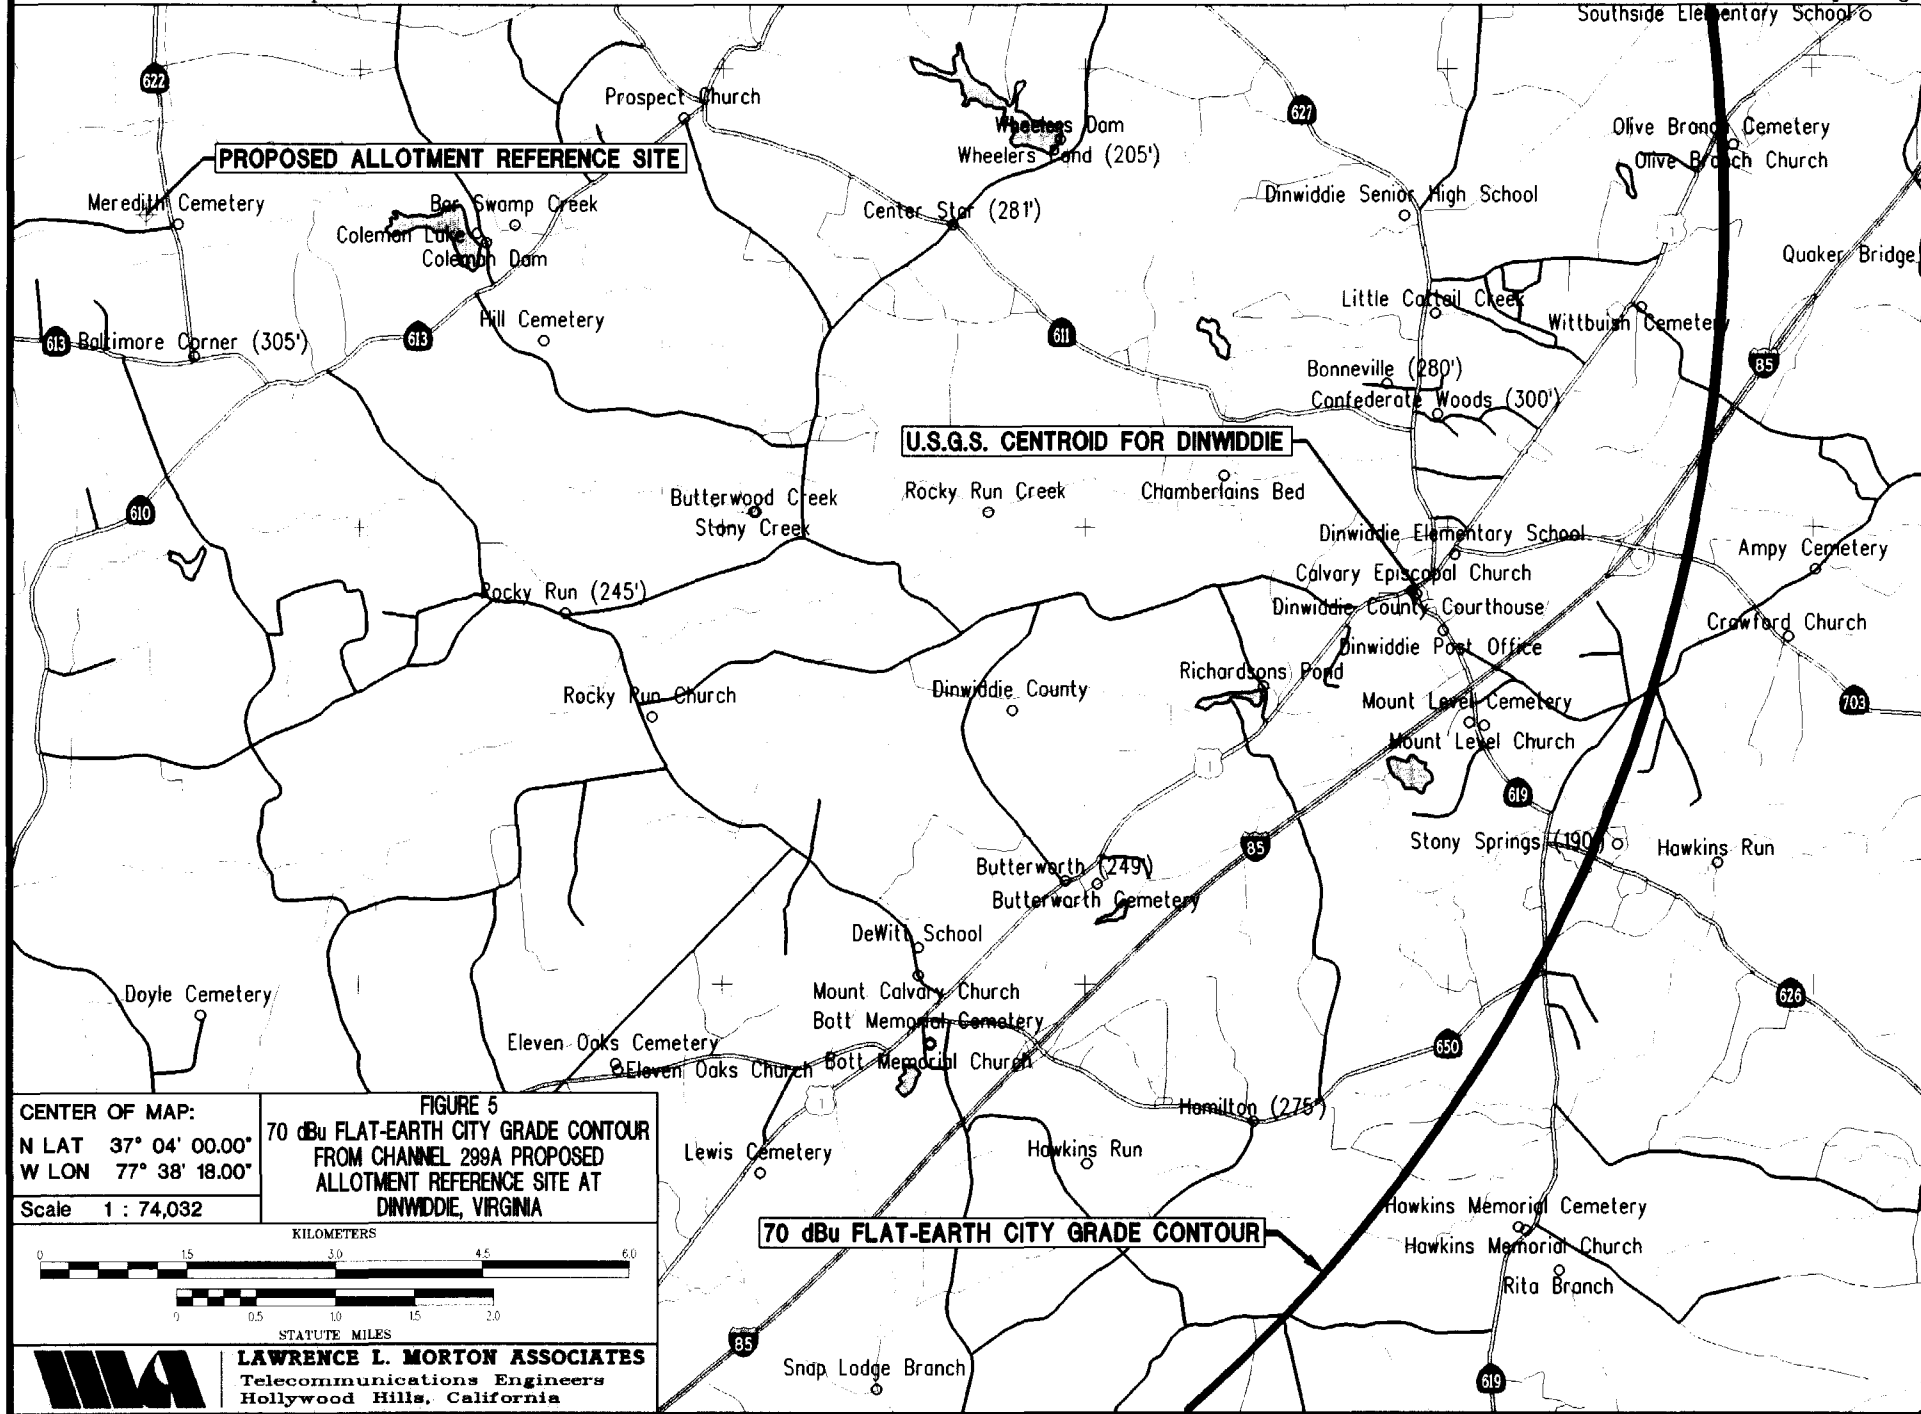 Southside Elementary School
622
Prospect Church
627
Wheelers Dam
Wheelers Pond (205')
Olive Branch Cemetery
Olive Branch Church
PROPOSED ALLOTMENT REFERENCE SITE
Meredith Cemetery
Bar Swamp Creek
Coleman Lake
Coleman Dam
Center Star (281')
Dinwiddie Senior High School
1
Quaker Bridge
Little Cattail Creek
Wittbuish Cemetery
613
Baltimore Corner (305')
613
Hill Cemetery
611
85
Bonneville (280')
Confederate Woods (300')
U.S.G.S. CENTROID FOR DINWIDDIE
610
Butterwood Creek
Stony Creek
Rocky Run Creek
Chamberlains Bed
Dinwiddie Elementary School
Ampy Cemetery
Calvary Episcopal Church
Rocky Run (245')
Dinwiddie County Courthouse
Crawford Church
Dinwiddie Post Office
Richardsons Pond
Rocky Run Church
Dinwiddie County
Mount Level Cemetery
703
Mount Level Church
1
619
85
Stony Springs (190')
Hawkins Run
Butterworth (249')
Butterworth Cemetery
DeWitt School
Doyle Cemetery
Mount Calvary Church
626
Bott Memorial Cemetery
Eleven Oaks Cemetery
650
Bott Memorial Church
Eleven Oaks Church
1
Hamilton (275')
Lewis Cemetery
Hawkins Run
Hawkins Memorial Cemetery
70 dBu FLAT-EARTH CITY GRADE CONTOUR
Hawkins Memorial Church
Rita Branch
85
Snap Lodge Branch
619
CENTER OF MAP:
N LAT 37° 04' 00.00"
W LON 77° 38' 18.00"
Scale 1 : 74,032
FIGURE 5
70 dBu FLAT-EARTH CITY GRADE CONTOUR
FROM CHANNEL 299A PROPOSED
ALLOTMENT REFERENCE SITE AT
DINWIDDIE, VIRGINIA
KILOMETERS
0 1.5 3.0 4.5 6.0
0 0.5 1.0 1.5 2.0
STATUTE MILES
LAWRENCE L. MORTON ASSOCIATES
Telecommunications Engineers
Hollywood Hills, California